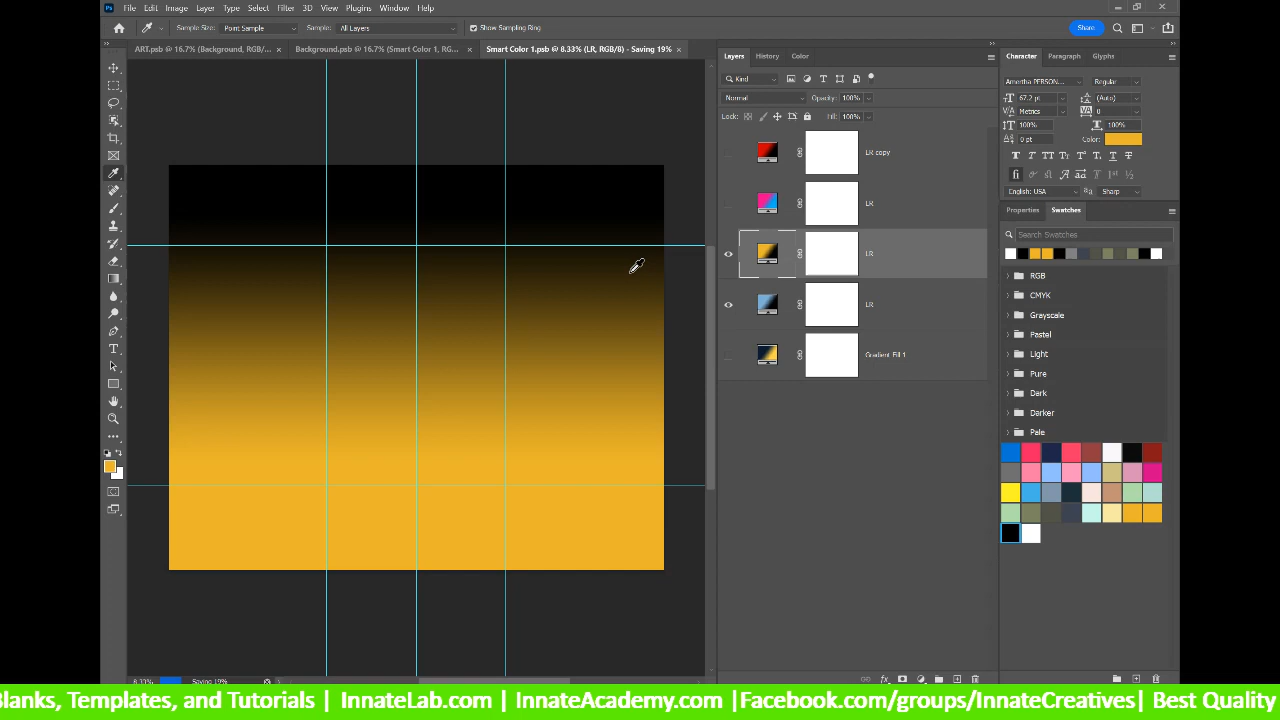 File Edit Image Layer Type Select Filter 3D View Plugins Window Help
Sample Size: Point Sample Sample: All Layers Show Sampling Ring Share
ART.psb @ 16.7% (Background, RGB/... × Background.psb @ 16.7% (Smart Color 1, RG... × Smart Color 1.psb @ 8.33% (LR, RGB/8) - Saving 19% ×
Layers History Color
Kind
Normal Opacity: 100%
Lock: Fill: 100%
LR copy
LR
LR
LR
Gradient Fill 1
Character Paragraph Glyphs
Amertha PERSON... Regular
67.2 pt (Auto)
Metrics 0
100% 100%
0 pt Color:
English: USA Sharp
Properties Swatches
Search Swatches
RGB
CMYK
Grayscale
Pastel
Light
Pure
Dark
Darker
Pale
8.33% Saving 19%
Blanks, Templates, and Tutorials | InnateLab.com | InnateAcademy.com |Facebook.com/groups/InnateCreatives| Best Quality